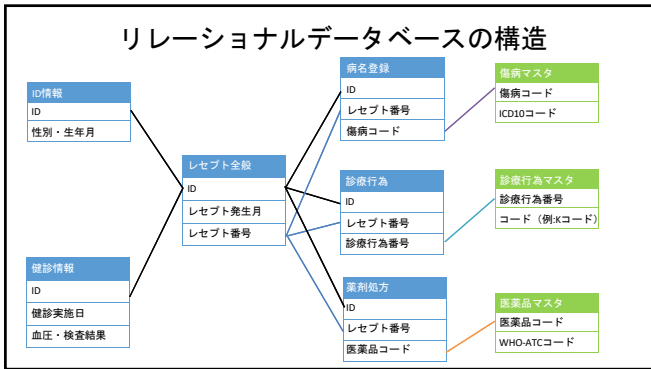 リレーショナルデータベースの構造
ID情報
ID
性別・生年月
健診情報
ID
健診実施日
血圧・検査結果
レセプト全般
ID
レセプト発生月
レセプト番号
病名登録
ID
レセプト番号
傷病コード
診療行為
ID
レセプト番号
診療行為番号
薬剤処方
ID
レセプト番号
医薬品コード
傷病マスタ
傷病コード
ICD10コード
診療行為マスタ
診療行為番号
コード（例:Kコード）
医薬品マスタ
医薬品コード
WHO-ATCコード